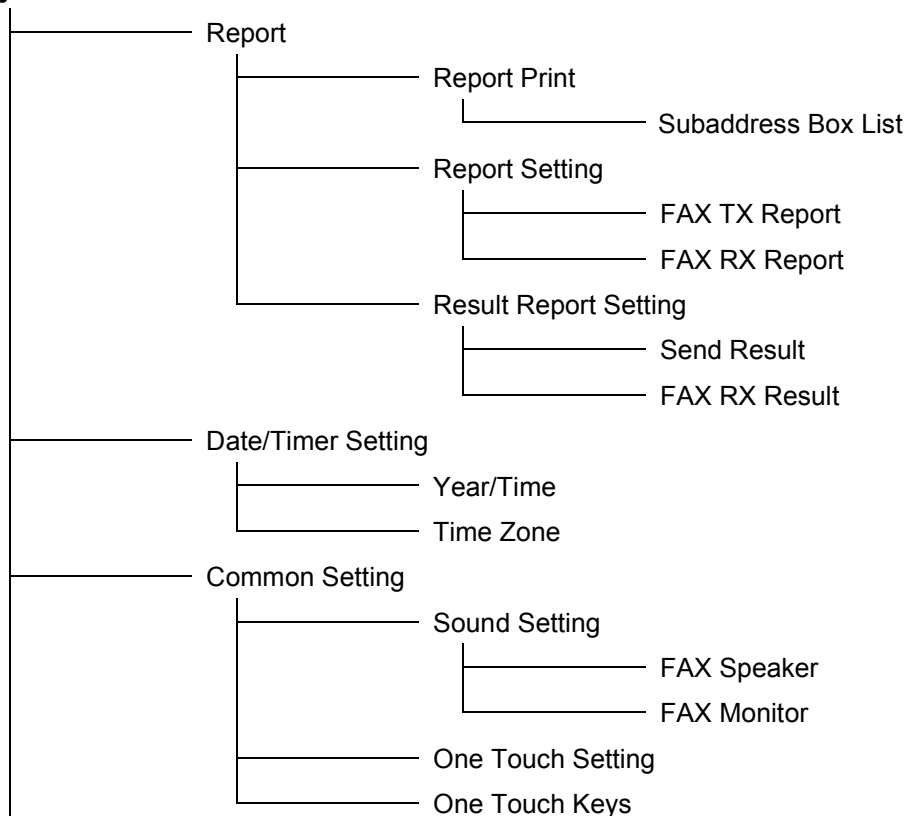 Report
Report Print
Subaddress Box List
Report Setting
FAX TX Report
FAX RX Report
Result Report Setting
Send Result
FAX RX Result
Date/Timer Setting
Year/Time
Time Zone
Common Setting
Sound Setting
FAX Speaker
FAX Monitor
One Touch Setting
One Touch Keys